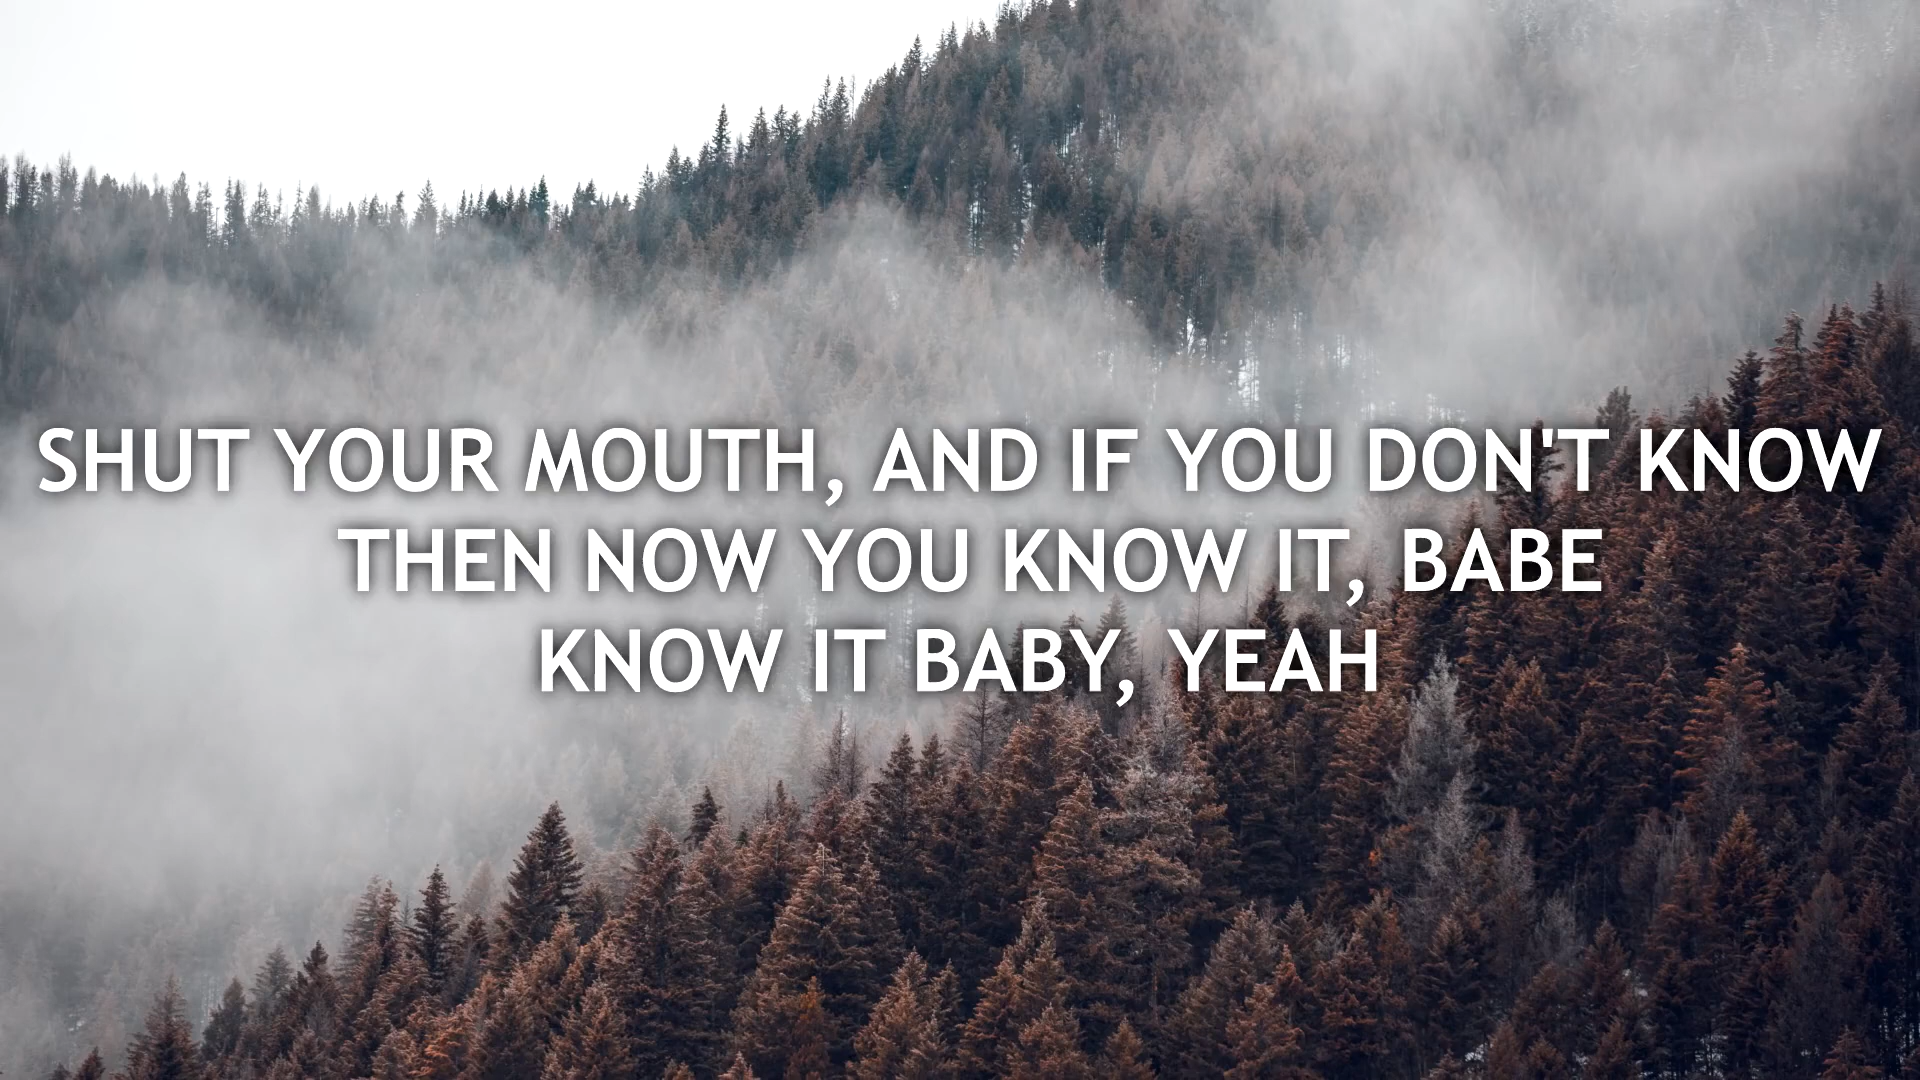 SHUT YOUR MOUTH, AND IF YOU DON'T KNOW
THEN NOW YOU KNOW IT, BABE
KNOW IT BABY, YEAH